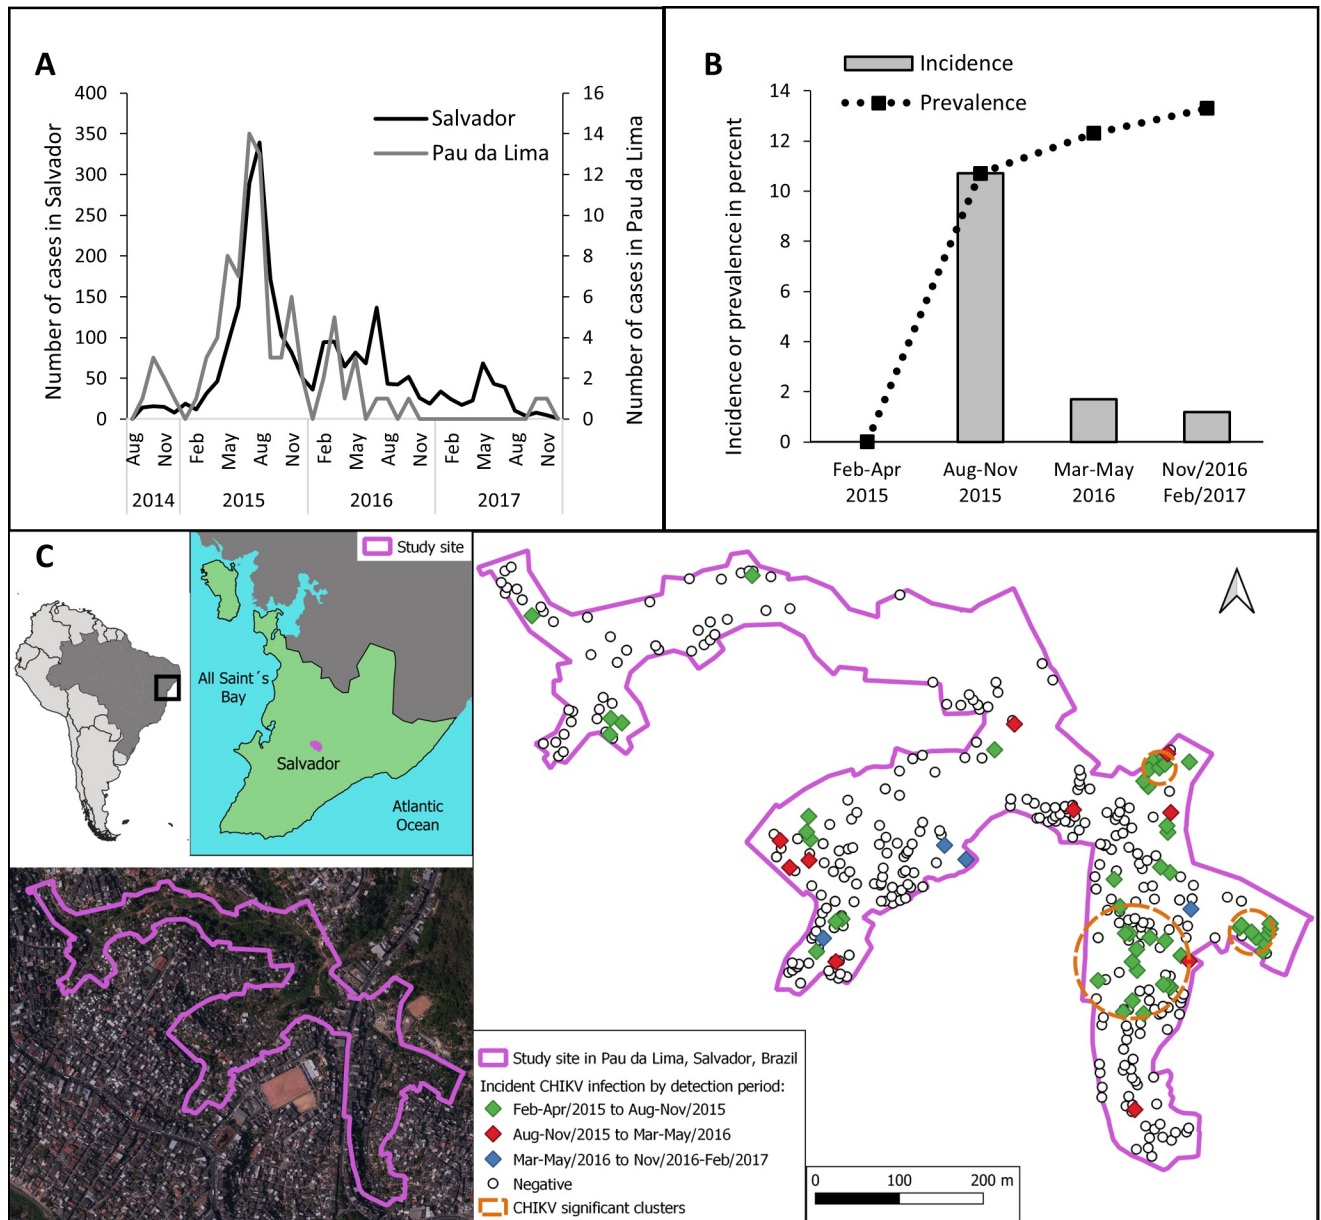 A
Number of cases in Salvador
400
350
300
250
200
150
100
50
0
Salvador
Pau da Lima
16
14
12
10
8
6
4
2
0
Number of cases in Pau da Lima
Aug
Nov
Feb
May
Aug
Nov
Feb
May
Aug
Nov
Feb
May
Aug
Nov
2014
2015
2016
2017
B
Incidence
Prevalence
Incidence or prevalence in percent
14
12
10
8
6
4
2
0
Feb-Apr
2015
Aug-Nov
2015
Mar-May
2016
Nov/2016
Feb/2017
C
Study site
All Saint´s
Bay
Salvador
Atlantic
Ocean
Study site in Pau da Lima, Salvador, Brazil
Incident CHIKV infection by detection period:
Feb-Apr/2015 to Aug-Nov/2015
Aug-Nov/2015 to Mar-May/2016
Mar-May/2016 to Nov/2016-Feb/2017
Negative
CHIKV significant clusters
0 100 200 m